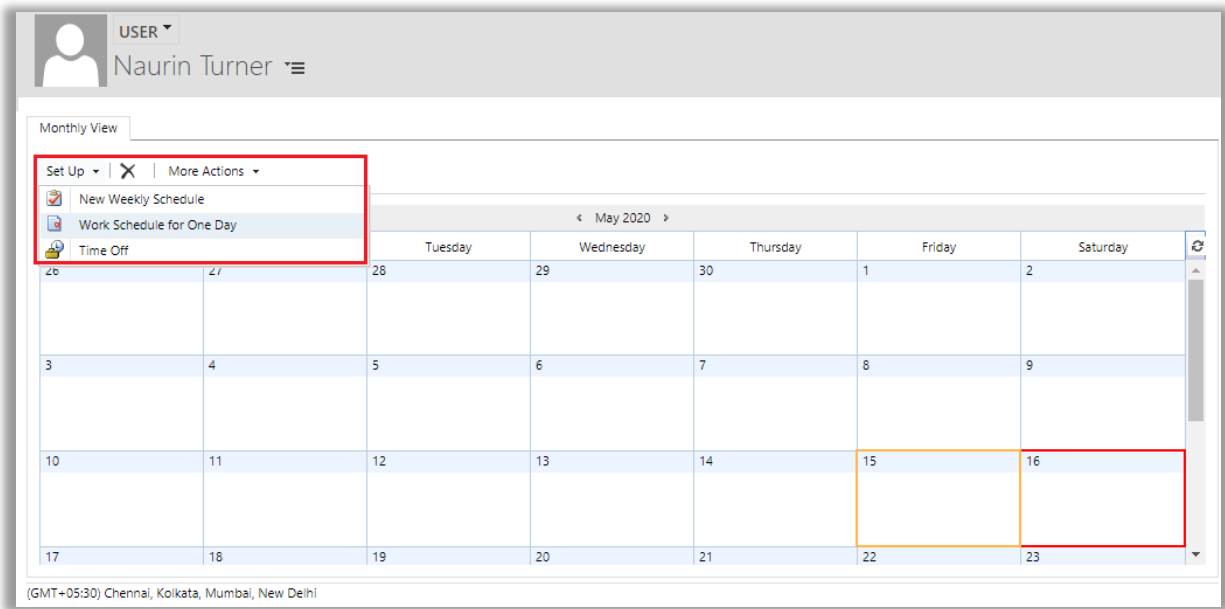 USER
Naurin Turner
Monthly View
Set Up | | More Actions
New Weekly Schedule
Work Schedule for One Day
Time Off
May 2020
Tuesday Wednesday Thursday Friday Saturday
26 27 28 29 30 1 2
3 4 5 6 7 8 9
10 11 12 13 14 15 16
17 18 19 20 21 22 23
(GMT+05:30) Chennai, Kolkata, Mumbai, New Delhi